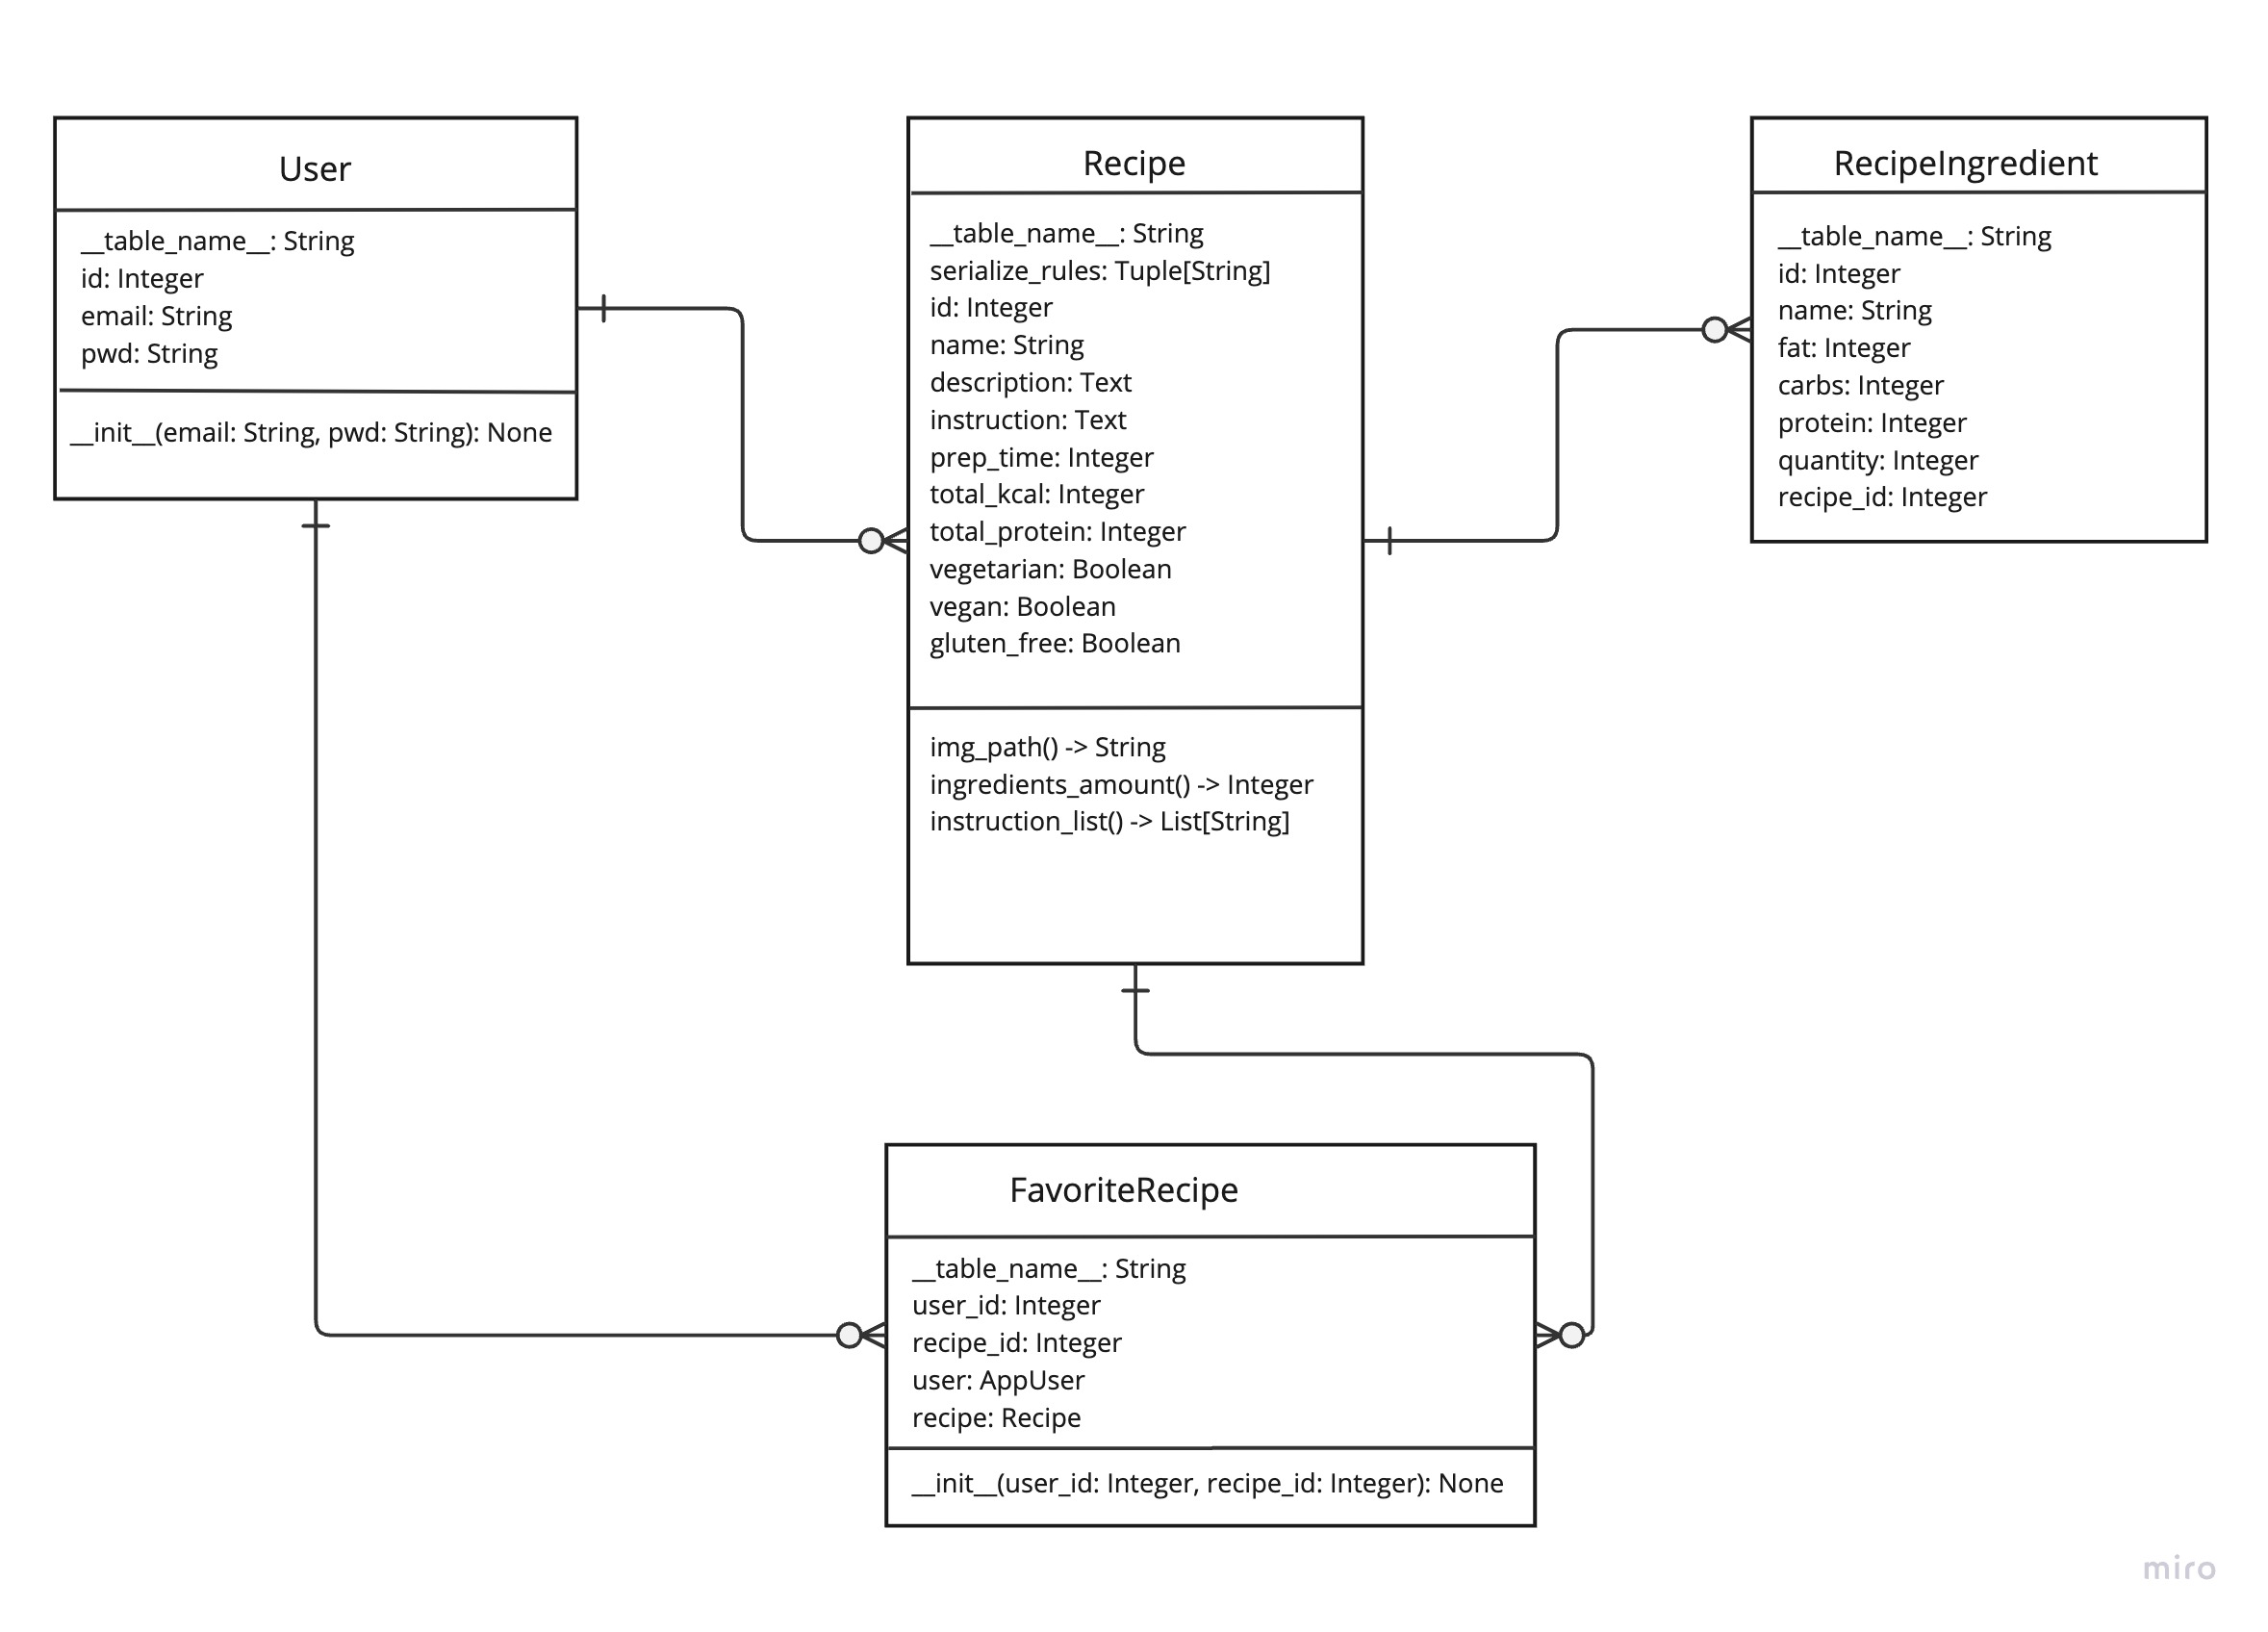 User
__table_name__: String
id: Integer
email: String
pwd: String
__init__(email: String, pwd: String): None
Recipe
__table_name__: String
serialize_rules: Tuple[String]
id: Integer
name: String
description: Text
instruction: Text
prep_time: Integer
total_kcal: Integer
total_protein: Integer
vegetarian: Boolean
vegan: Boolean
gluten_free: Boolean
img_path() -> String
ingredients_amount() -> Integer
instruction_list() -> List[String]
RecipeIngredient
__table_name__: String
id: Integer
name: String
fat: Integer
carbs: Integer
protein: Integer
quantity: Integer
recipe_id: Integer
FavoriteRecipe
__table_name__: String
user_id: Integer
recipe_id: Integer
user: AppUser
recipe: Recipe
__init__(user_id: Integer, recipe_id: Integer): None
miro